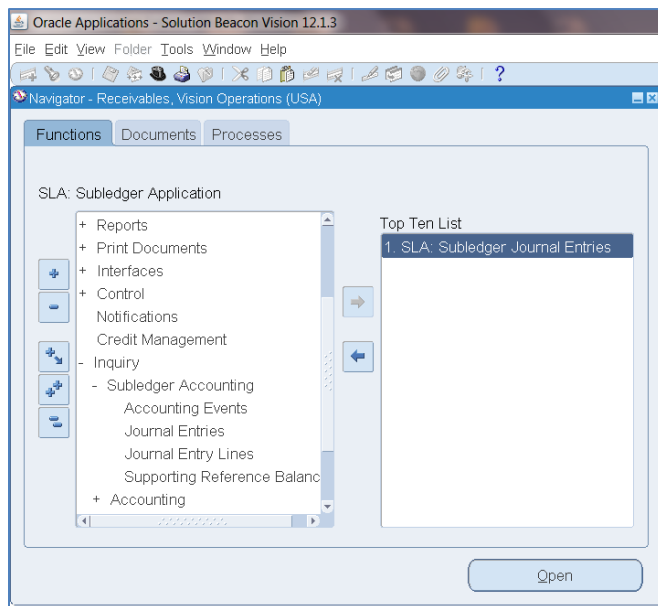 Oracle Applications - Solution Beacon Vision 12.1.3
File Edit View Folder Tools Window Help
Navigator - Receivables, Vision Operations (USA)
Functions Documents Processes
SLA: Subledger Application
Top Ten List
+ Reports
+ Print Documents
+ Interfaces
+ Control
Notifications
Credit Management
- Inquiry
- Subledger Accounting
Accounting Events
Journal Entries
Journal Entry Lines
Supporting Reference Balanc
+ Accounting
1. SLA: Subledger Journal Entries
Open